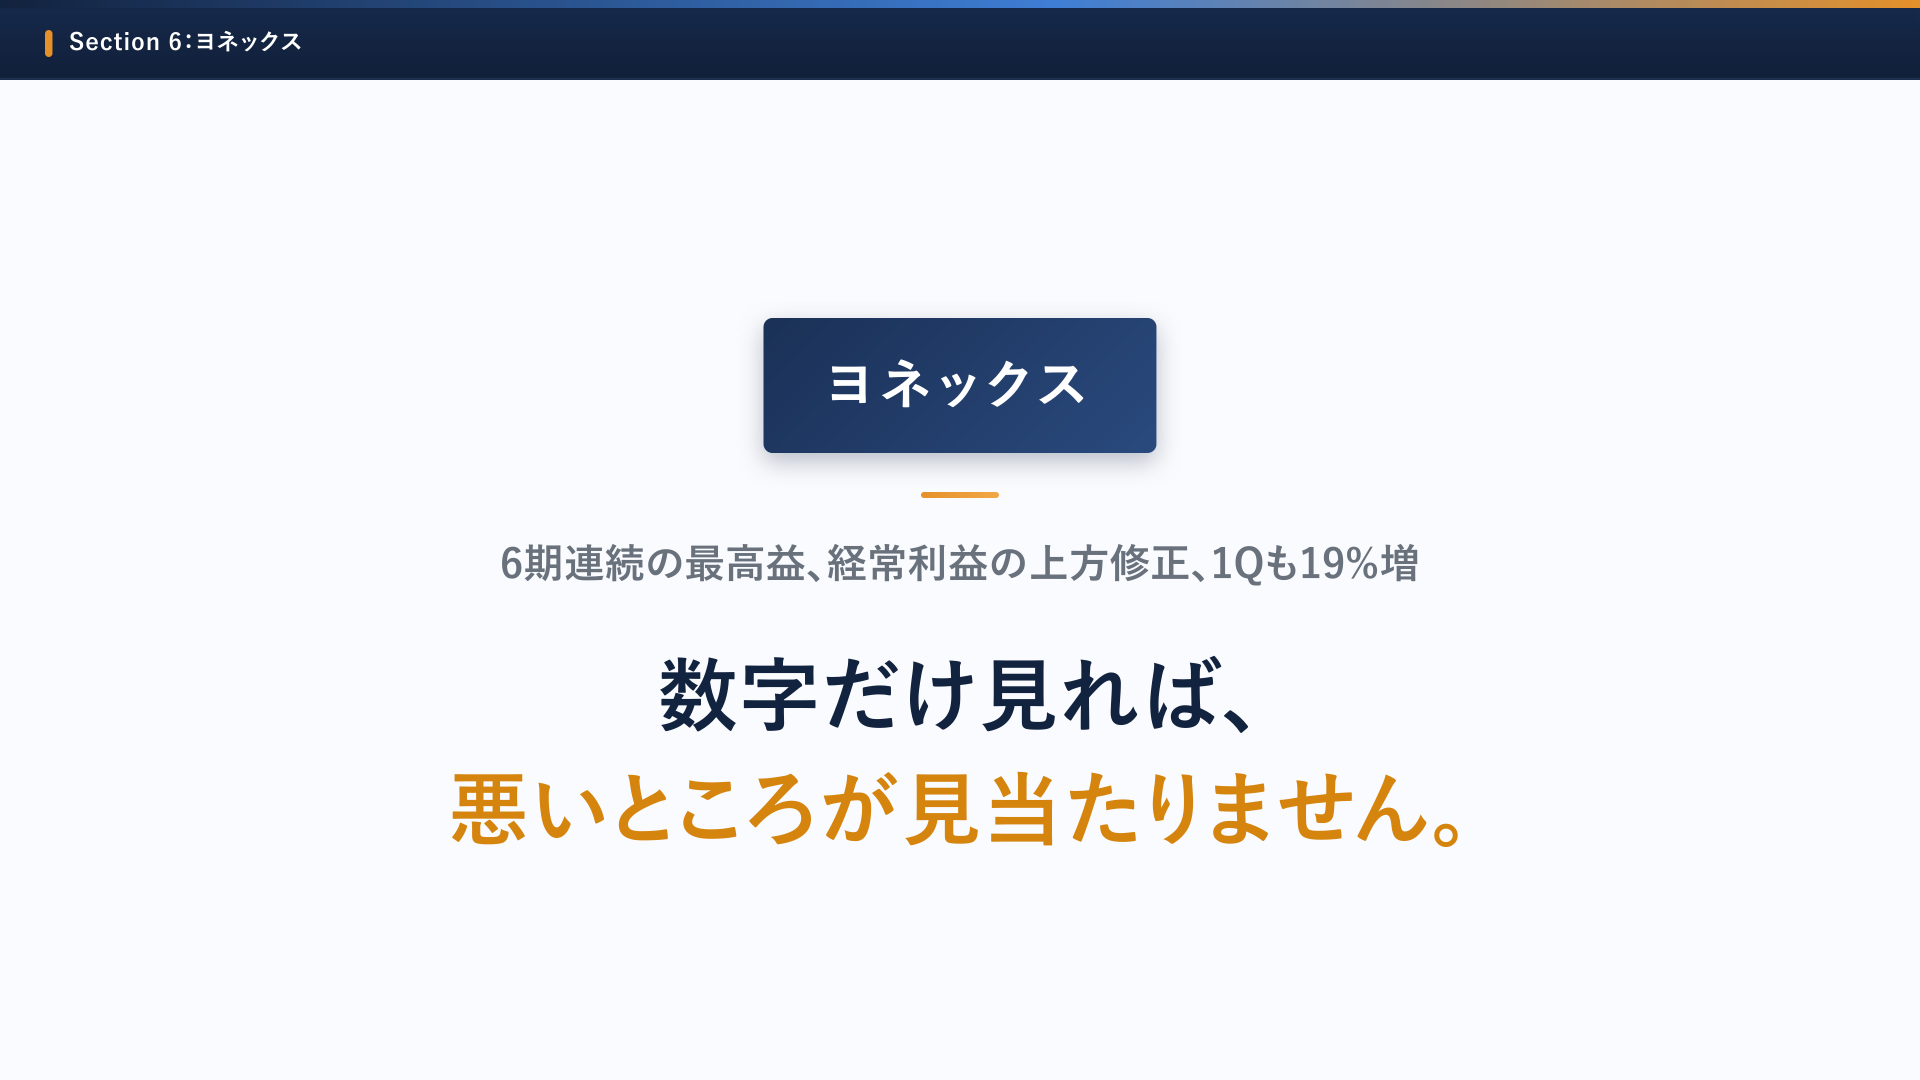 Section 6：ヨネックス
ヨネックス
6期連続の最高益、経常利益の上方修正、1Qも19%増
数字だけ見れば、
悪いところが見当たりません。